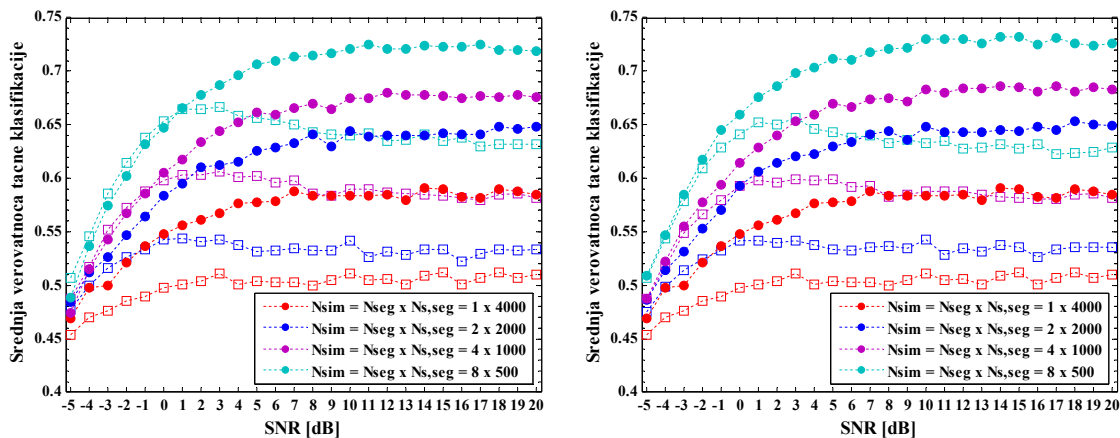 Srednja verovatnoca tacne klasifikacije
0.75
0.7
0.65
0.6
0.55
0.5
0.45
0.4
-5 -4 -3 -2 -1 0 1 2 3 4 5 6 7 8 9 10 11 12 13 14 15 16 17 18 19 20
SNR [dB]
Nsim = Nseg x Ns,seg = 1 x 4000
Nsim = Nseg x Ns,seg = 2 x 2000
Nsim = Nseg x Ns,seg = 4 x 1000
Nsim = Nseg x Ns,seg = 8 x 500
Srednja verovatnoca tacne klasifikacije
0.75
0.7
0.65
0.6
0.55
0.5
0.45
0.4
-5 -4 -3 -2 -1 0 1 2 3 4 5 6 7 8 9 10 11 12 13 14 15 16 17 18 19 20
SNR [dB]
Nsim = Nseg x Ns,seg = 1 x 4000
Nsim = Nseg x Ns,seg = 2 x 2000
Nsim = Nseg x Ns,seg = 4 x 1000
Nsim = Nseg x Ns,seg = 8 x 500